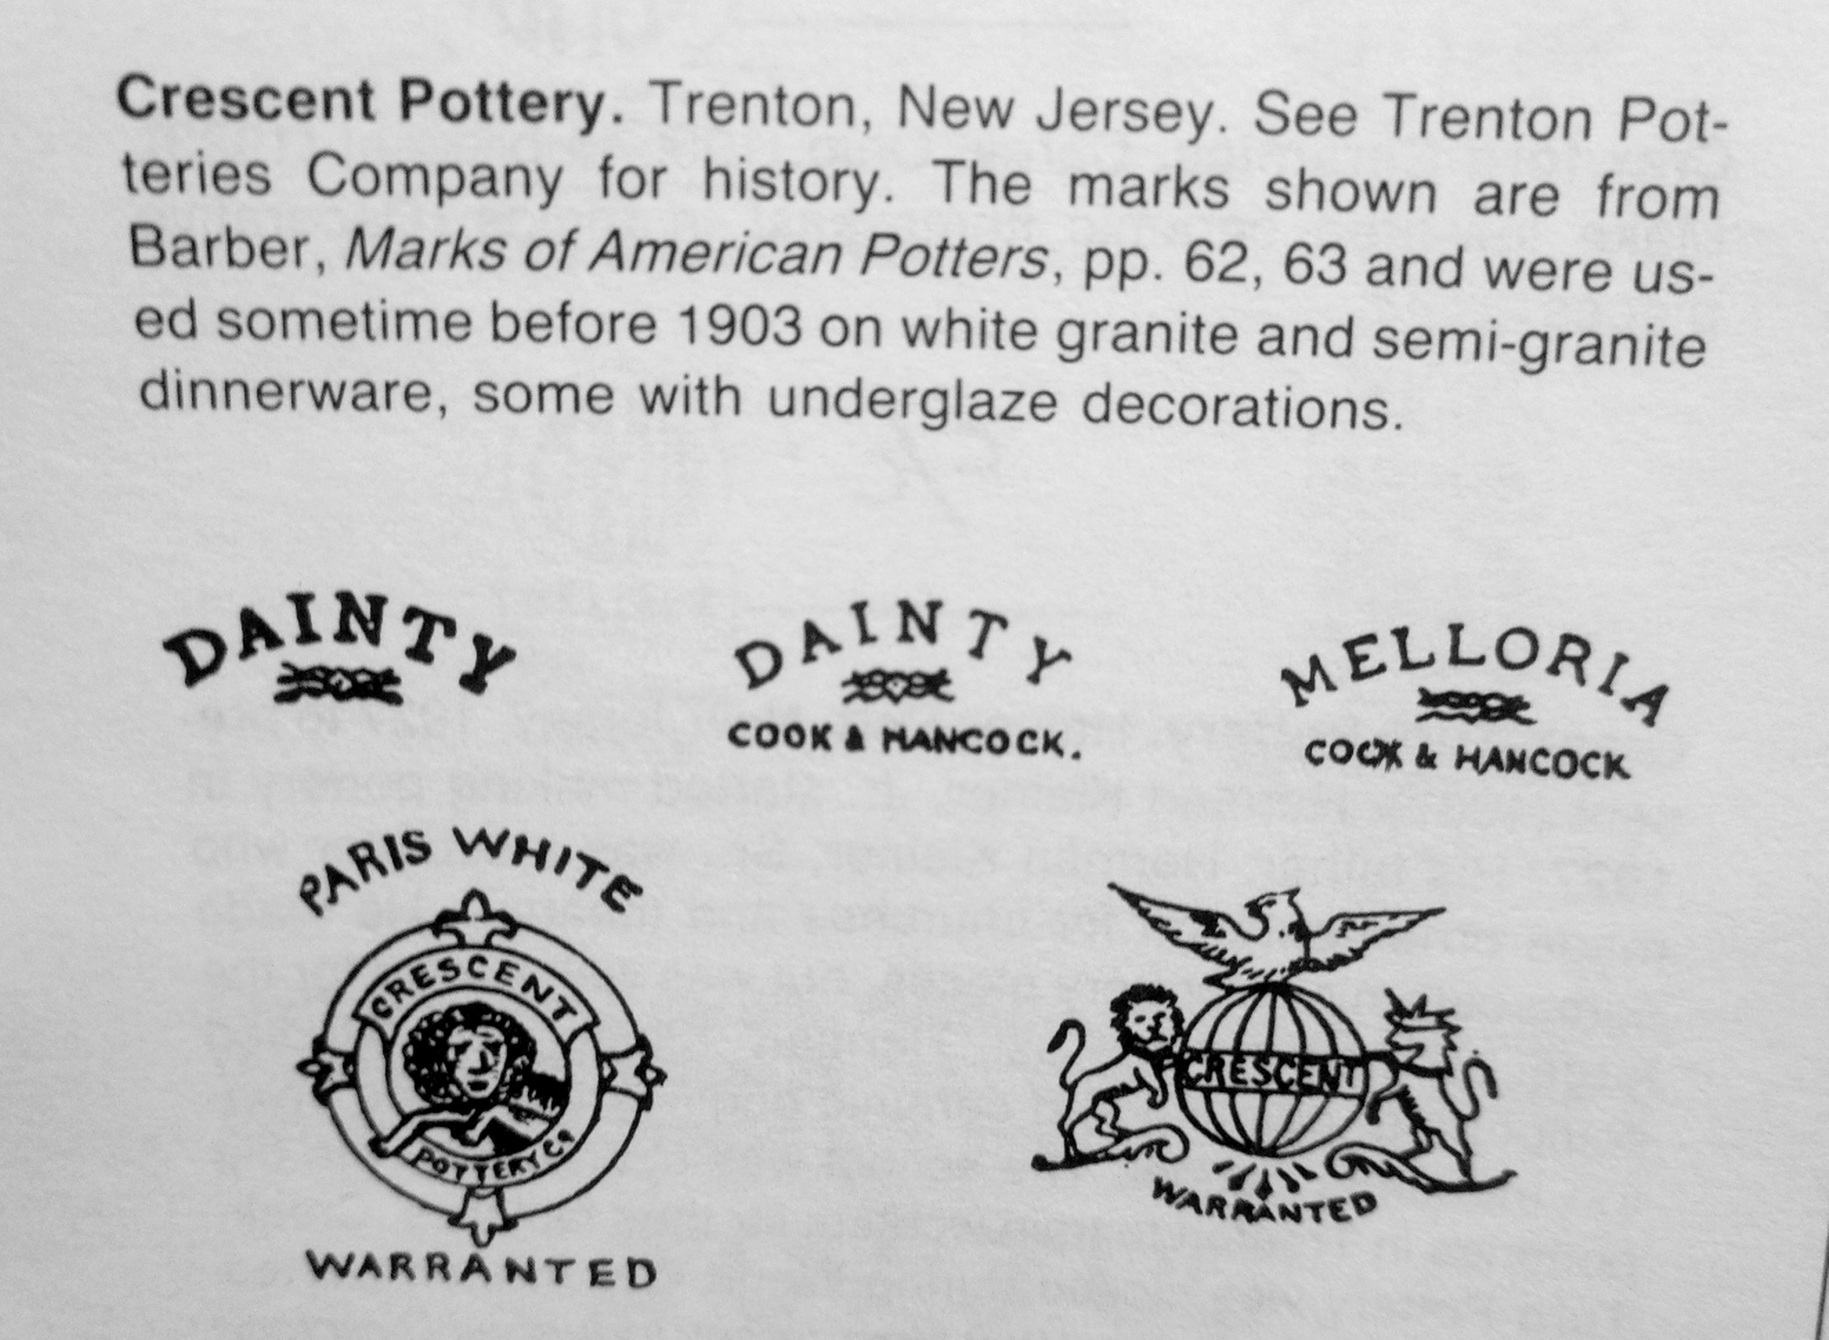 Crescent Pottery. Trenton, New Jersey. See Trenton Pot-
teries Company for history. The marks shown are from
Barber, Marks of American Potters, pp. 62, 63 and were us-
ed sometime before 1903 on white granite and semi-granite
dinnerware, some with underglaze decorations.
DAINTY
DAINTY
COOK & HANCOCK.
MELLORIA
COOK & HANCOCK
PARIS WHITE
CRESCENT
POTTERY Co
WARRANTED
CRESCENT
WARRANTED